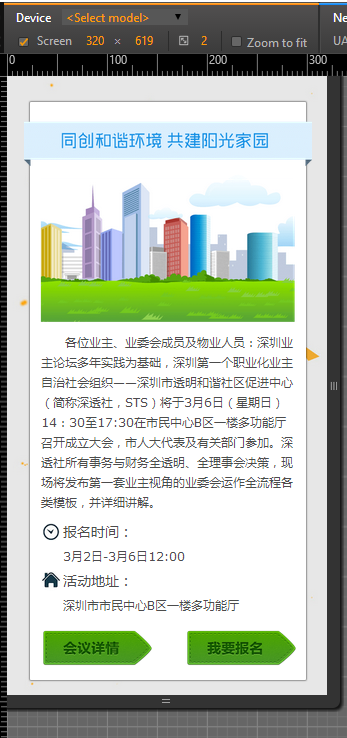 Device <Select model> Ne
Screen 320 × 619 2 Zoom to fit UA
0 100 200 300
同创和谐环境 共建阳光家园
各位业主、业委会成员及物业人员：深圳业
主论坛多年实践为基础，深圳第一个职业化业主
自治社会组织——深圳市透明和谐社区促进中心
（简称深透社，STS）将于3月6日（星期日）
14：30至17:30在市民中心B区一楼多功能厅
召开成立大会，市人大代表及有关部门参加。深
透社所有事务与财务全透明、全理事会决策，现
场将发布第一套业主视角的业委会运作全流程各
类模板，并详细讲解。
报名时间：
3月2日-3月6日12:00
活动地址：
深圳市市民中心B区一楼多功能厅
会议详情 我要报名